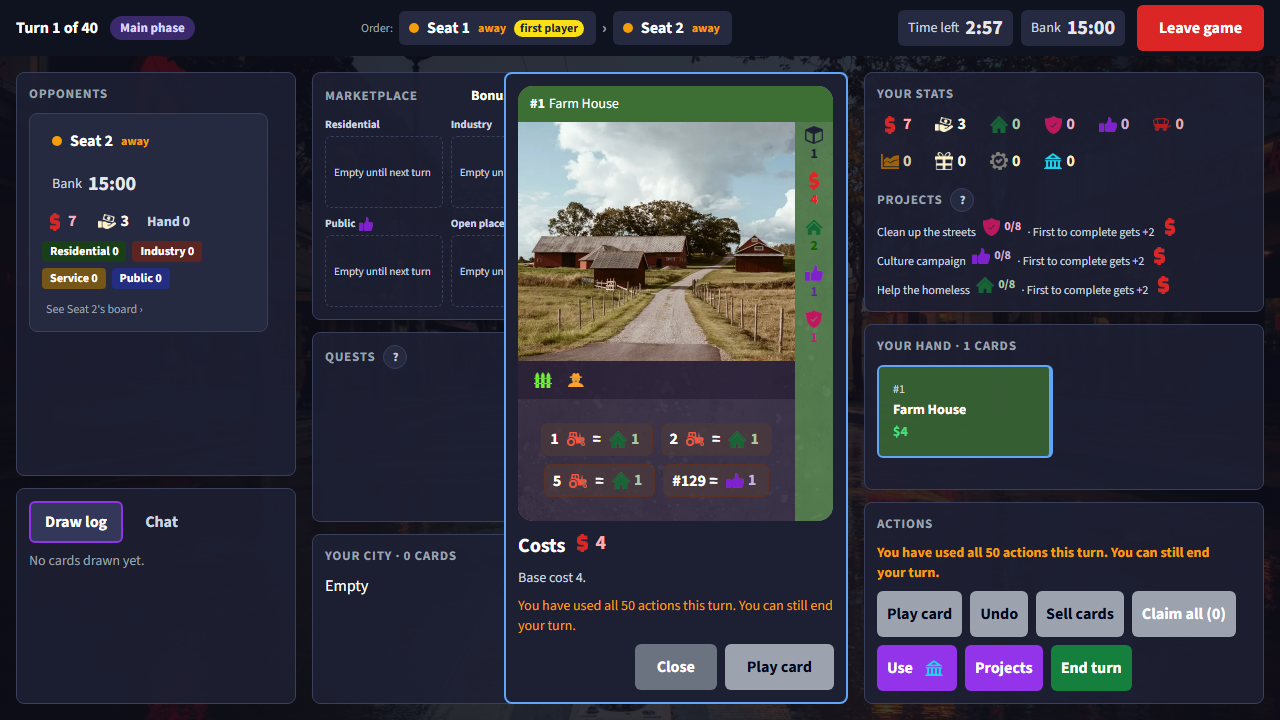 Turn 1 of 40 Main phase
Order: Seat 1 away first player › Seat 2 away
Time left 2:57 Bank 15:00 Leave game
OPPONENTS
Seat 2 away
Bank 15:00
7 3 Hand 0
Residential 0 Industry 0
Service 0 Public 0
See Seat 2's board ›
Draw log Chat
No cards drawn yet.
MARKETPLACE Bonu
Residential Industry
Empty until next turn Empty un
Public Open place
Empty until next turn Empty un
QUESTS ?
YOUR CITY · 0 CARDS
Empty
#1 Farm House
1
4
2
1
1
1 = 1 2 = 1
5 = 1 #129 = 1
Costs $ 4
Base cost 4.
You have used all 50 actions this turn. You can still end
your turn.
Close Play card
YOUR STATS
$ 7 3 0 0 0 0
0 0 0 0
PROJECTS ?
Clean up the streets 0/8 · First to complete gets +2 $
Culture campaign 0/8 · First to complete gets +2 $
Help the homeless 0/8 · First to complete gets +2 $
YOUR HAND · 1 CARDS
#1
Farm House
$4
ACTIONS
You have used all 50 actions this turn. You can still end
your turn.
Play card Undo Sell cards Claim all (0)
Use Projects End turn